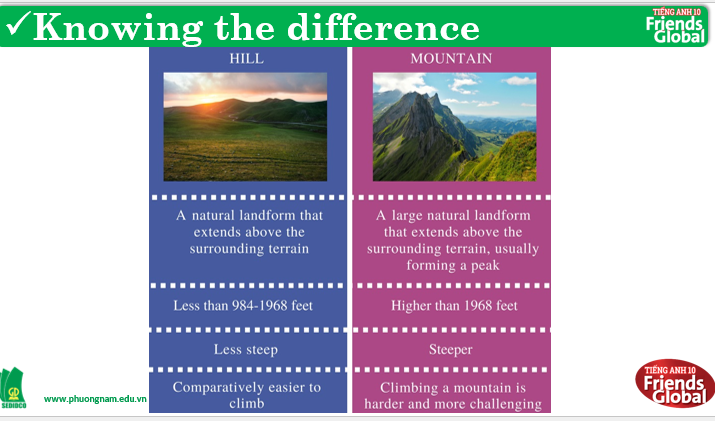 ✓Knowing the difference
TIẾNG ANH 10
Friends
Global
HILL
MOUNTAIN
A natural landform that
extends above the
surrounding terrain
A large natural landform
that extends above the
surrounding terrain, usually
forming a peak
Less than 984-1968 feet
Higher than 1968 feet
Less steep
Steeper
Comparatively easier to
climb
Climbing a mountain is
harder and more challenging
SEDIDCO
www.phuongnam.edu.vn
TIẾNG ANH 10
Friends
Global